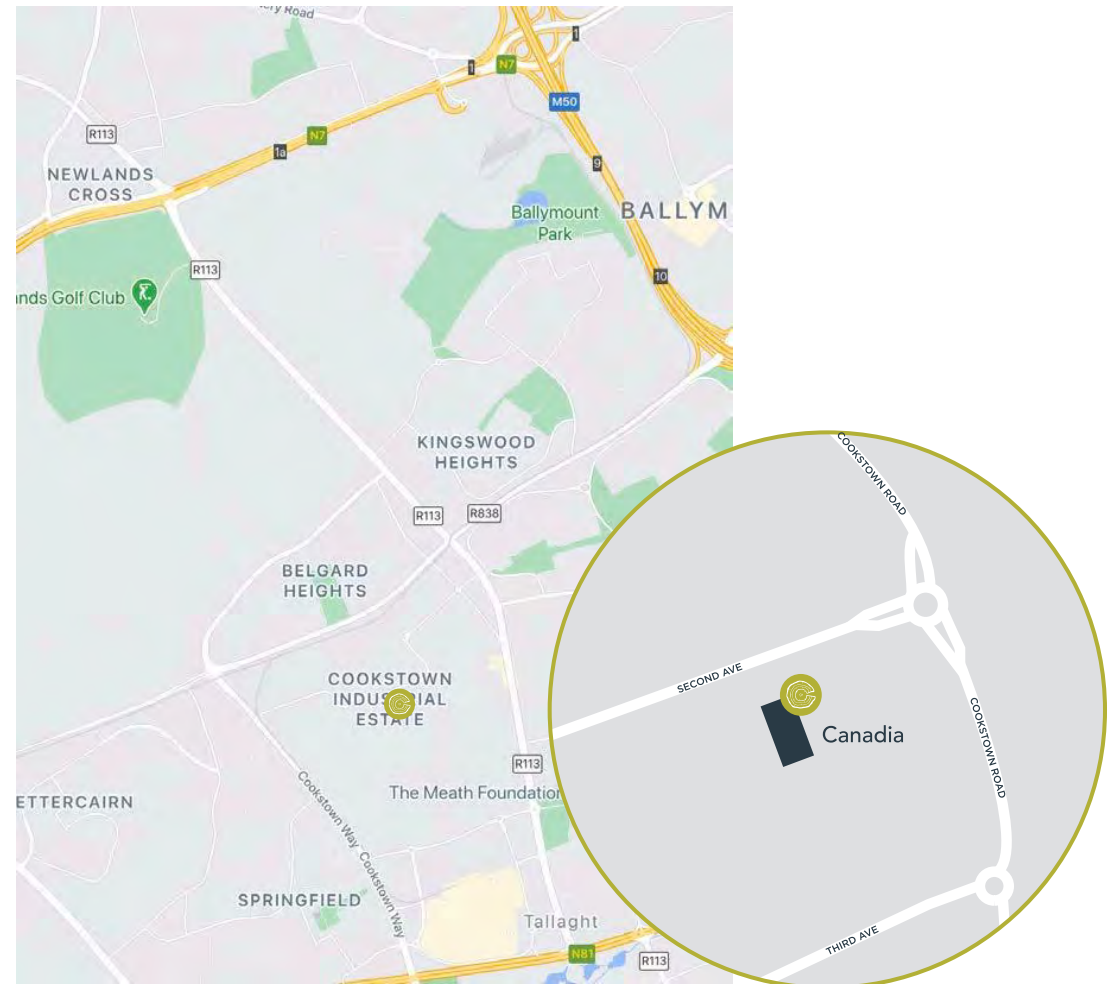 Road
1
1
N7
M50
R113
N7
1a
9
NEWLANDS
CROSS
Ballymount
Park
BALLYM
R113
10
Golf Club
KINGSWOOD
HEIGHTS
R113
R838
COOKSTOWN ROAD
BELGARD
HEIGHTS
COOKSTOWN
ESTATE
SECOND AVE
Canadia
COOKSTOWN ROAD
R113
Cookstown Way
Cookstown Way
The Meath Foundation
ETTERCAIRN
SPRINGFIELD
Tallaght
THIRD AVE
N81
R113